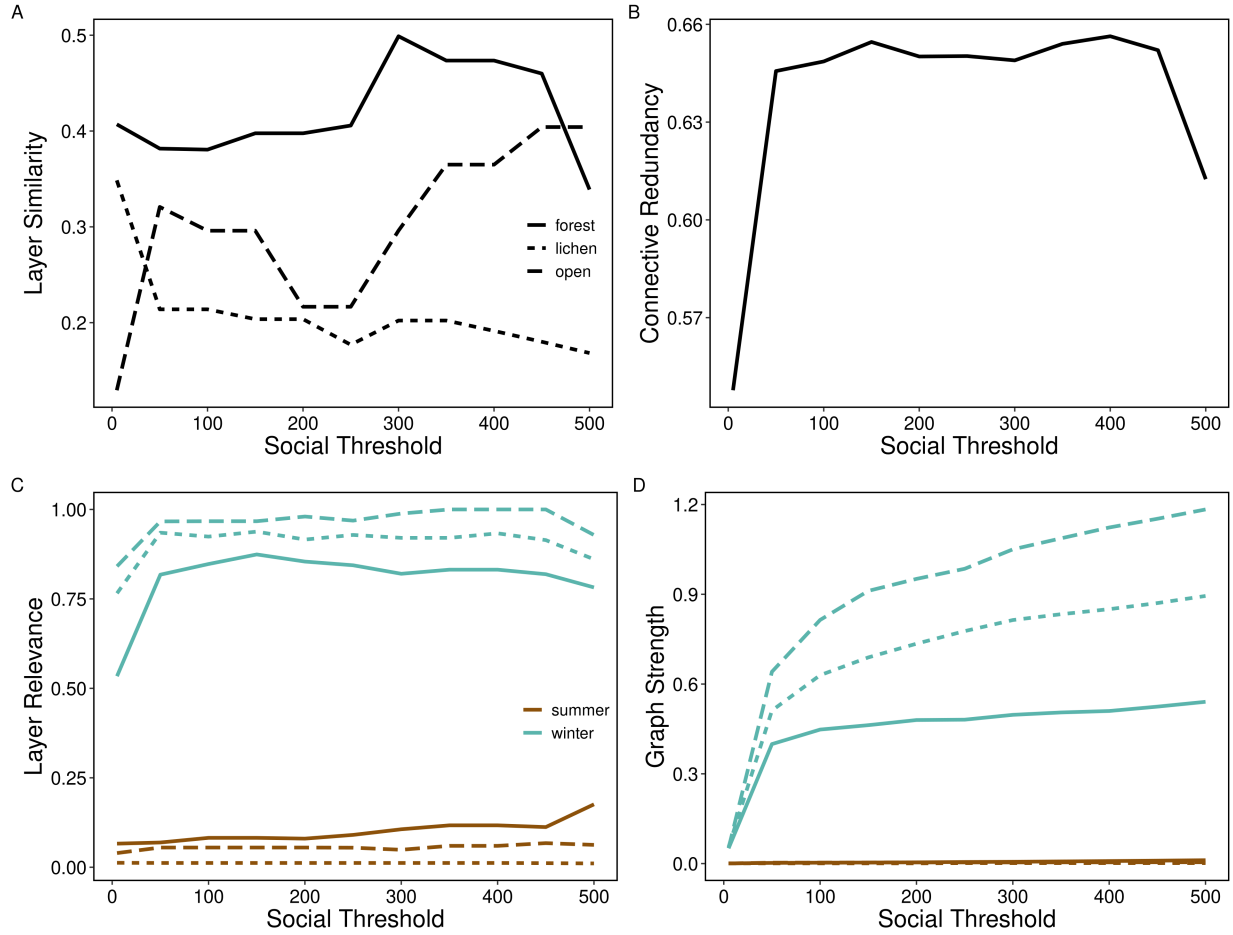 A
Layer Similarity
0.5
0.4
0.3
0.2
forest
lichen
open
0
100
200
300
400
500
Social Threshold
B
Connective Redundancy
0.66
0.63
0.60
0.57
0
100
200
300
400
500
Social Threshold
C
Layer Relevance
1.00
0.75
0.50
0.25
0.00
summer
winter
0
100
200
300
400
500
Social Threshold
D
Graph Strength
1.2
0.9
0.6
0.3
0.0
0
100
200
300
400
500
Social Threshold